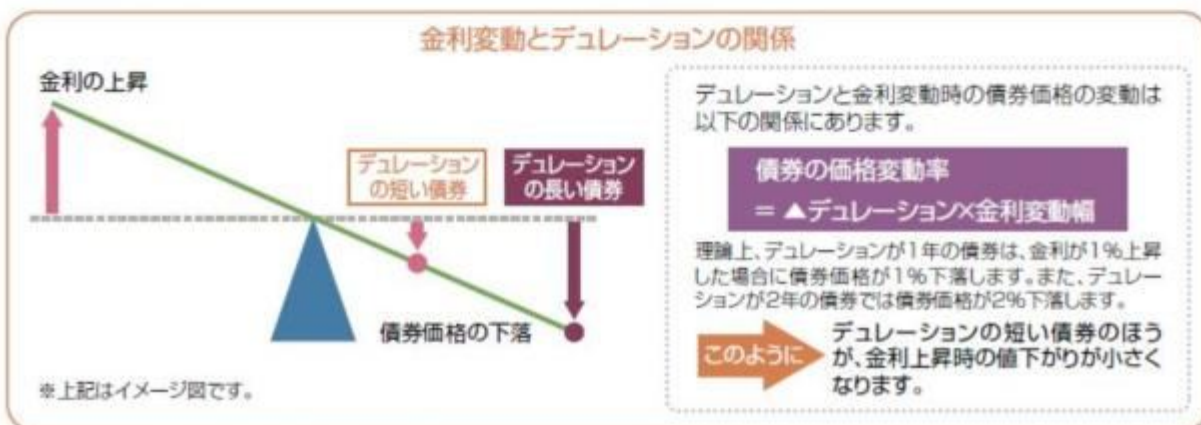 金利変動とデュレーションの関係
金利の上昇
デュレーション
の短い債券
デュレーション
の長い債券
債券価格の下落
※上記はイメージ図です。
デュレーションと金利変動時の債券価格の変動は
以下の関係にあります。
債券の価格変動率
= ▲デュレーション×金利変動幅
理論上、デュレーションが1年の債券は、金利が1%上昇
した場合に債券価格が1%下落します。また、デュレー
ションが2年の債券では債券価格が2%下落します。
このように
デュレーションの短い債券のほう
が、金利上昇時の値下がりが小さく
なります。